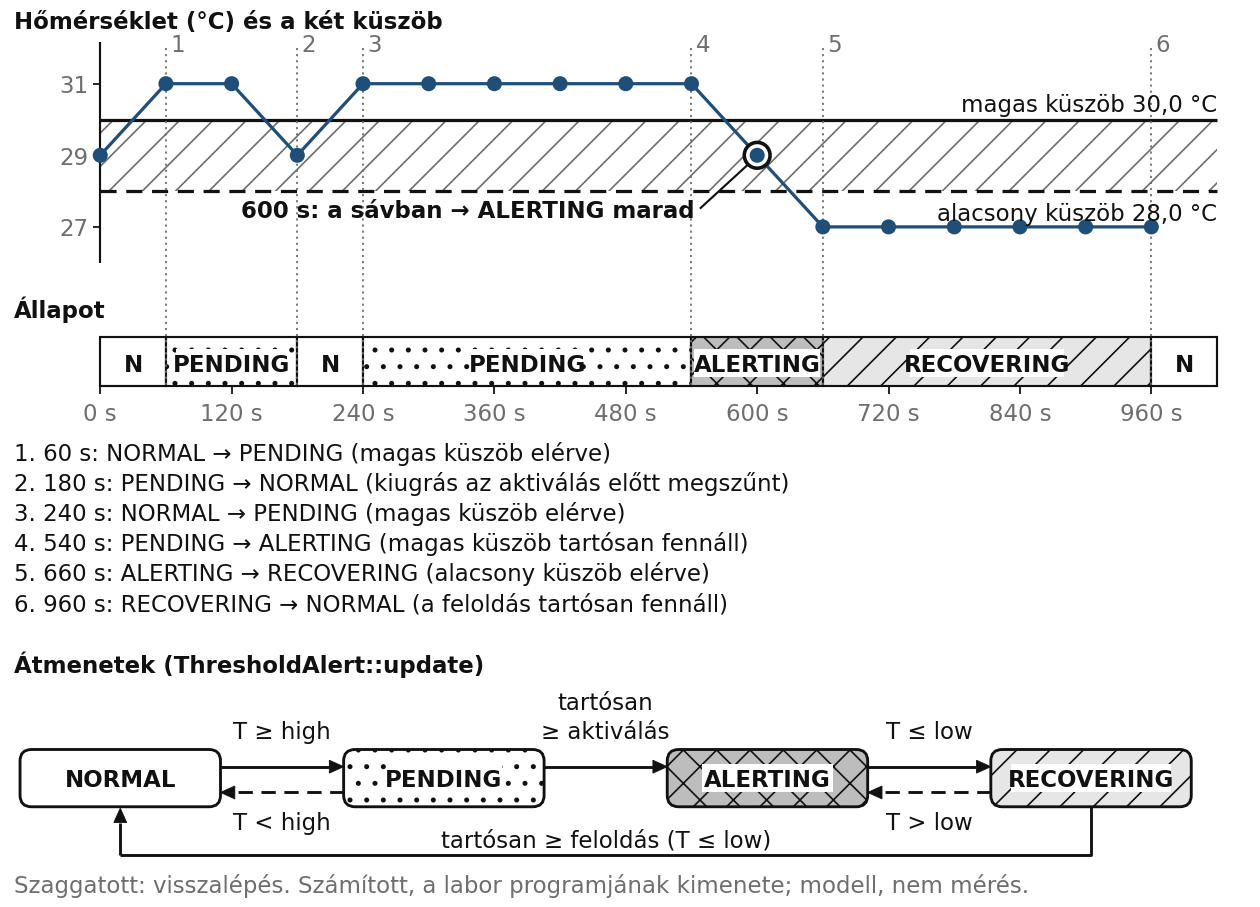 Hőmérséklet (°C) és a két küszöb
1 2 3 4 5 6
31
magas küszöb 30,0 °C
29
600 s: a sávban → ALERTING marad
alacsony küszöb 28,0 °C
27
Állapot
N PENDING N PENDING ALERTING RECOVERING N
0 s 120 s 240 s 360 s 480 s 600 s 720 s 840 s 960 s
1. 60 s: NORMAL → PENDING (magas küszöb elérve)
2. 180 s: PENDING → NORMAL (kiugrás az aktiválás előtt megszűnt)
3. 240 s: NORMAL → PENDING (magas küszöb elérve)
4. 540 s: PENDING → ALERTING (magas küszöb tartósan fennáll)
5. 660 s: ALERTING → RECOVERING (alacsony küszöb elérve)
6. 960 s: RECOVERING → NORMAL (a feloldás tartósan fennáll)
Átmenetek (ThresholdAlert::update)
tartósan
T ≥ high ≥ aktiválás T ≤ low
NORMAL PENDING ALERTING RECOVERING
T < high T > low
tartósan ≥ feloldás (T ≤ low)
Szaggatott: visszalépés. Számított, a labor programjának kimenete; modell, nem mérés.